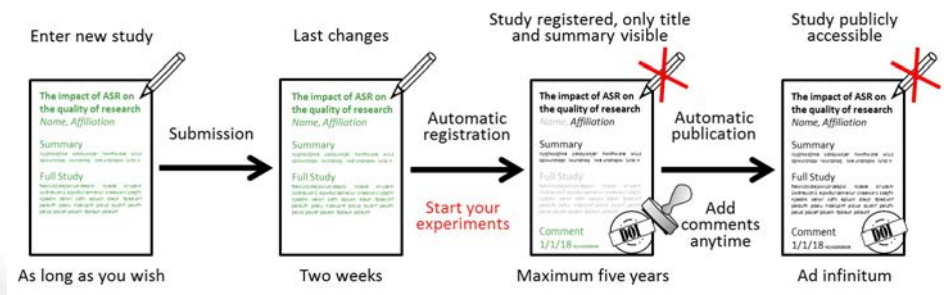 Enter new study
The impact of ASR on
the quality of research
Name, Affiliation
Summary
Full Study
As long as you wish
Submission
Last changes
The impact of ASR on
the quality of research
Name, Affiliation
Summary
Full Study
Two weeks
Automatic
registration
Start your
experiments
Study registered, only title
and summary visible
The impact of ASR on
the quality of research
Name, Affiliation
Summary
Full Study
Comment
1/1/18
DOI
Maximum five years
Automatic
publication
Add
comments
anytime
Study publicly
accessible
The impact of ASR on
the quality of research
Name, Affiliation
Summary
Full Study
Comment
1/1/18
DOI
Ad infinitum